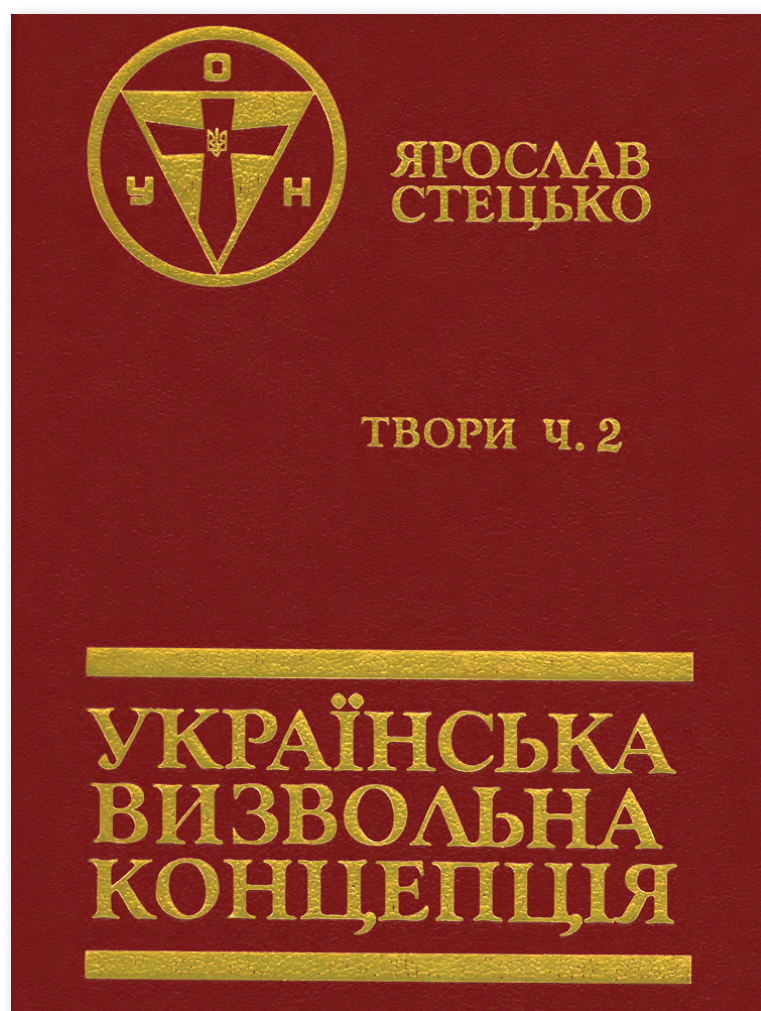 О
У Н
ЯРОСЛАВ
СТЕЦЬКО
ТВОРИ Ч. 2
УКРАЇНСЬКА
ВИЗВОЛЬНА
КОНЦЕПЦІЯ